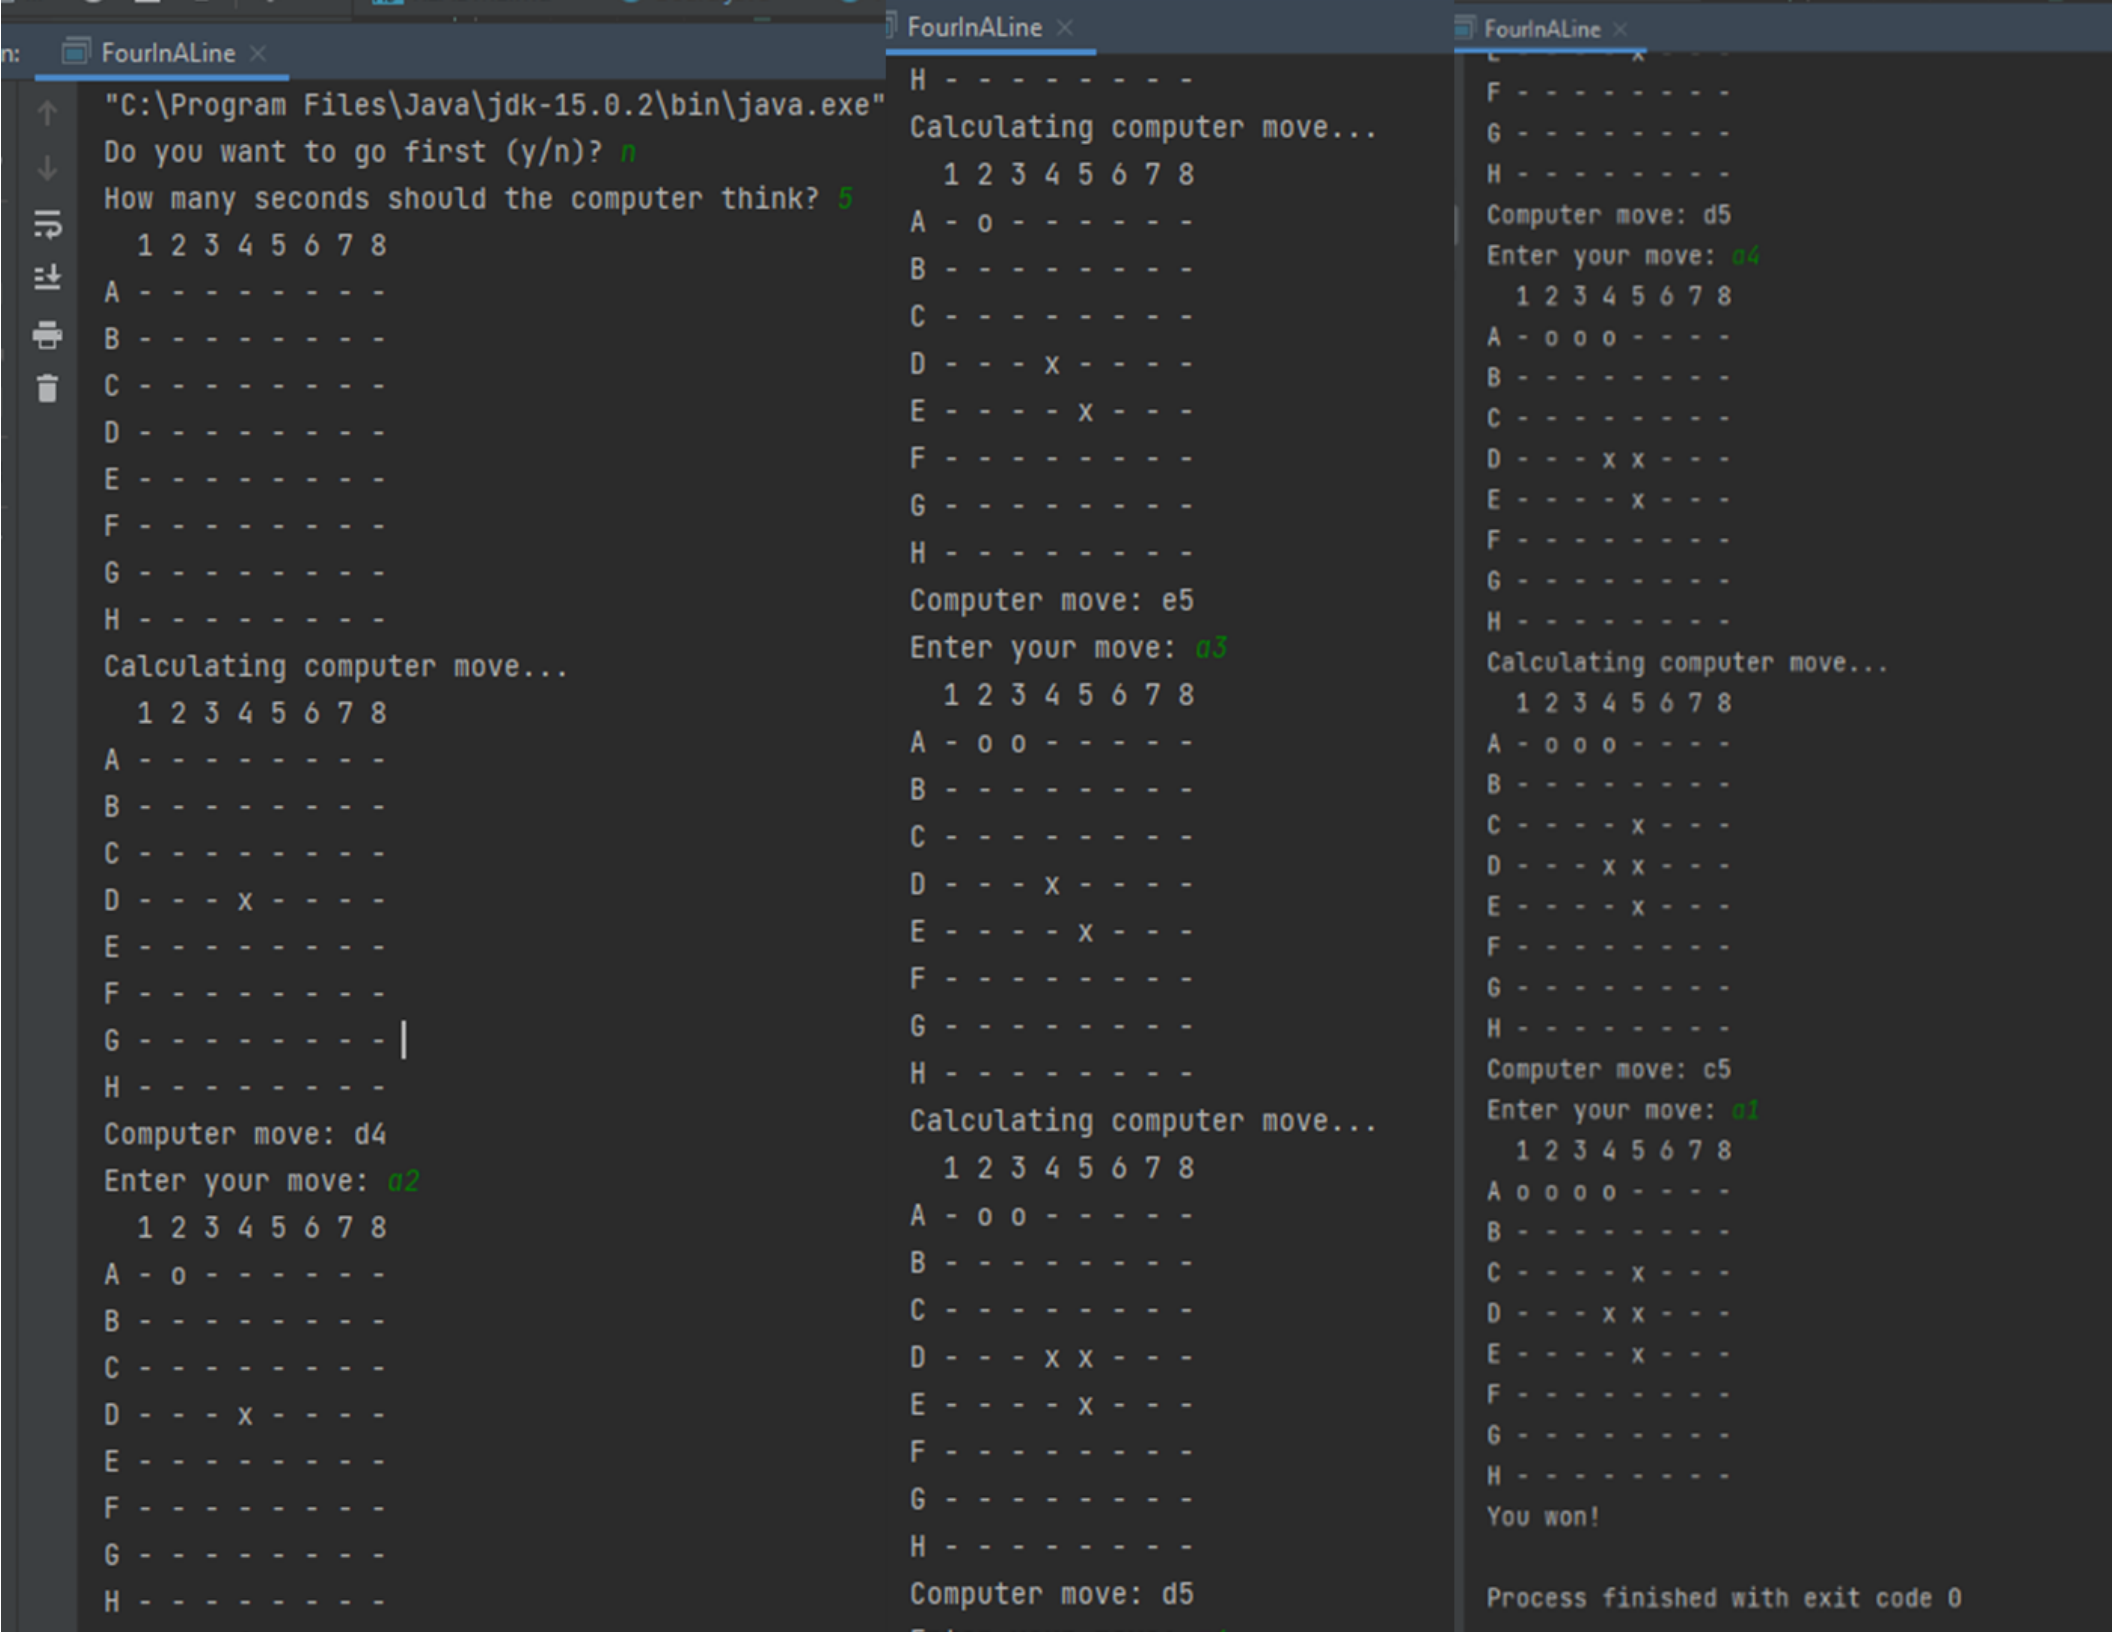 n: FourInALine ×
"C:\Program Files\Java\jdk-15.0.2\bin\java.exe"
Do you want to go first (y/n)? n
How many seconds should the computer think? 5
1 2 3 4 5 6 7 8
A - - - - - - - -
B - - - - - - - -
C - - - - - - - -
D - - - - - - - -
E - - - - - - - -
F - - - - - - - -
G - - - - - - - -
H - - - - - - - -
Calculating computer move...
1 2 3 4 5 6 7 8
A - - - - - - - -
B - - - - - - - -
C - - - - - - - -
D - - - x - - - -
E - - - - - - - -
F - - - - - - - -
G - - - - - - - -
H - - - - - - - -
Computer move: d4
Enter your move: a2
1 2 3 4 5 6 7 8
A - o - - - - - -
B - - - - - - - -
C - - - - - - - -
D - - - x - - - -
E - - - - - - - -
F - - - - - - - -
G - - - - - - - -
H - - - - - - - -
FourInALine ×
H - - - - - - - -
Calculating computer move...
1 2 3 4 5 6 7 8
A - o - - - - - -
B - - - - - - - -
C - - - - - - - -
D - - - x - - - -
E - - - - x - - -
F - - - - - - - -
G - - - - - - - -
H - - - - - - - -
Computer move: e5
Enter your move: a3
1 2 3 4 5 6 7 8
A - o o - - - - -
B - - - - - - - -
C - - - - - - - -
D - - - x - - - -
E - - - - x - - -
F - - - - - - - -
G - - - - - - - -
H - - - - - - - -
Calculating computer move...
1 2 3 4 5 6 7 8
A - o o - - - - -
B - - - - - - - -
C - - - - - - - -
D - - - x x - - -
E - - - - x - - -
F - - - - - - - -
G - - - - - - - -
H - - - - - - - -
Computer move: d5
FourInALine ×
E - - - - x - - -
F - - - - - - - -
G - - - - - - - -
H - - - - - - - -
Computer move: d5
Enter your move: a4
1 2 3 4 5 6 7 8
A - o o o - - - -
B - - - - - - - -
C - - - - - - - -
D - - - x x - - -
E - - - - x - - -
F - - - - - - - -
G - - - - - - - -
H - - - - - - - -
Calculating computer move...
1 2 3 4 5 6 7 8
A - o o o - - - -
B - - - - - - - -
C - - - - x - - -
D - - - x x - - -
E - - - - x - - -
F - - - - - - - -
G - - - - - - - -
H - - - - - - - -
Computer move: c5
Enter your move: a1
1 2 3 4 5 6 7 8
A o o o o - - - -
B - - - - - - - -
C - - - - x - - -
D - - - x x - - -
E - - - - x - - -
F - - - - - - - -
G - - - - - - - -
H - - - - - - - -
You won!
Process finished with exit code 0